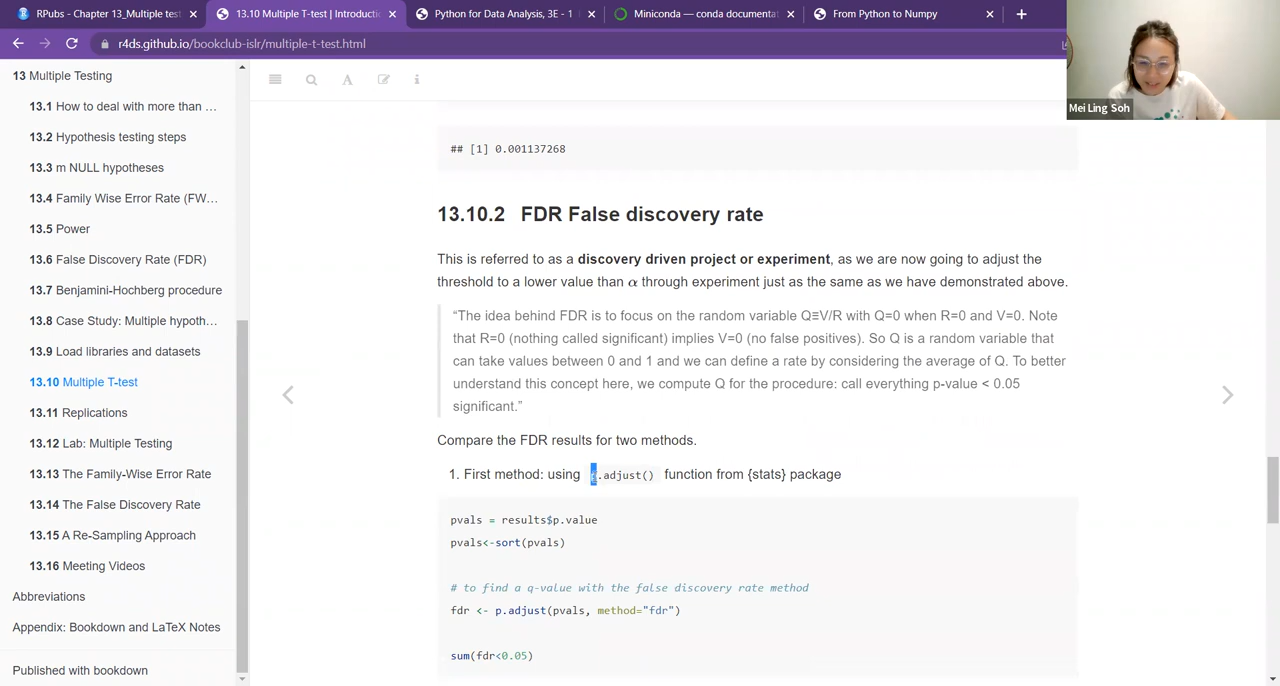 RPubs - Chapter 13_Multiple test
13.10 Multiple T-test | Introducti
Python for Data Analysis, 3E - 1
Miniconda — conda documentat
From Python to Numpy
r4ds.github.io/bookclub-islr/multiple-t-test.html
Mei Ling Soh
13 Multiple Testing
13.1 How to deal with more than …
13.2 Hypothesis testing steps
13.3 m NULL hypotheses
13.4 Family Wise Error Rate (FW…
13.5 Power
13.6 False Discovery Rate (FDR)
13.7 Benjamini-Hochberg procedure
13.8 Case Study: Multiple hypoth…
13.9 Load libraries and datasets
13.10 Multiple T-test
13.11 Replications
13.12 Lab: Multiple Testing
13.13 The Family-Wise Error Rate
13.14 The False Discovery Rate
13.15 A Re-Sampling Approach
13.16 Meeting Videos
Abbreviations
Appendix: Bookdown and LaTeX Notes
Published with bookdown
## [1] 0.001137268
13.10.2 FDR False discovery rate
This is referred to as a discovery driven project or experiment, as we are now going to adjust the
threshold to a lower value than α through experiment just as the same as we have demonstrated above.
“The idea behind FDR is to focus on the random variable Q≡V/R with Q=0 when R=0 and V=0. Note
that R=0 (nothing called significant) implies V=0 (no false positives). So Q is a random variable that
can take values between 0 and 1 and we can define a rate by considering the average of Q. To better
understand this concept here, we compute Q for the procedure: call everything p-value < 0.05
significant.”
Compare the FDR results for two methods.
1. First method: using p.adjust() function from {stats} package
pvals = results$p.value
pvals<-sort(pvals)
# to find a q-value with the false discovery rate method
fdr <- p.adjust(pvals, method="fdr")
sum(fdr<0.05)